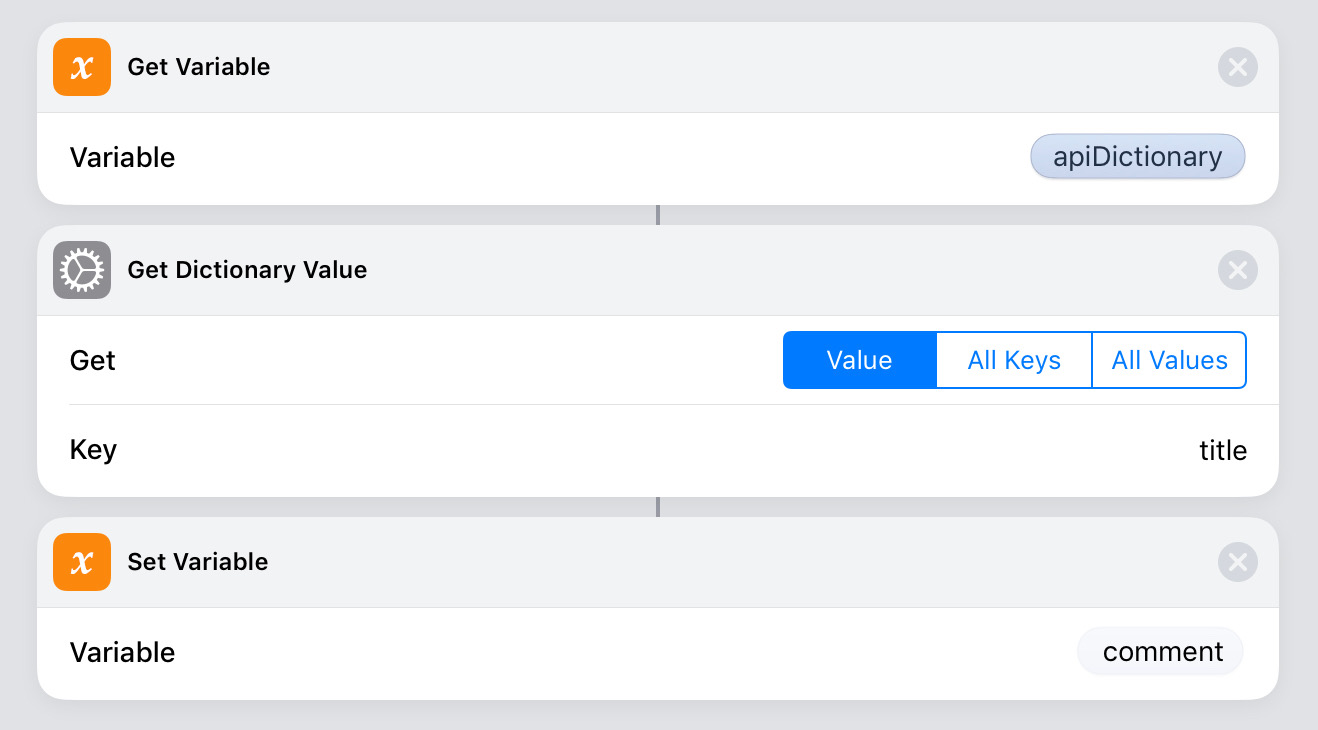 Get Variable
Variable apiDictionary
Get Dictionary Value
Get Value All Keys All Values
Key title
Set Variable
Variable comment